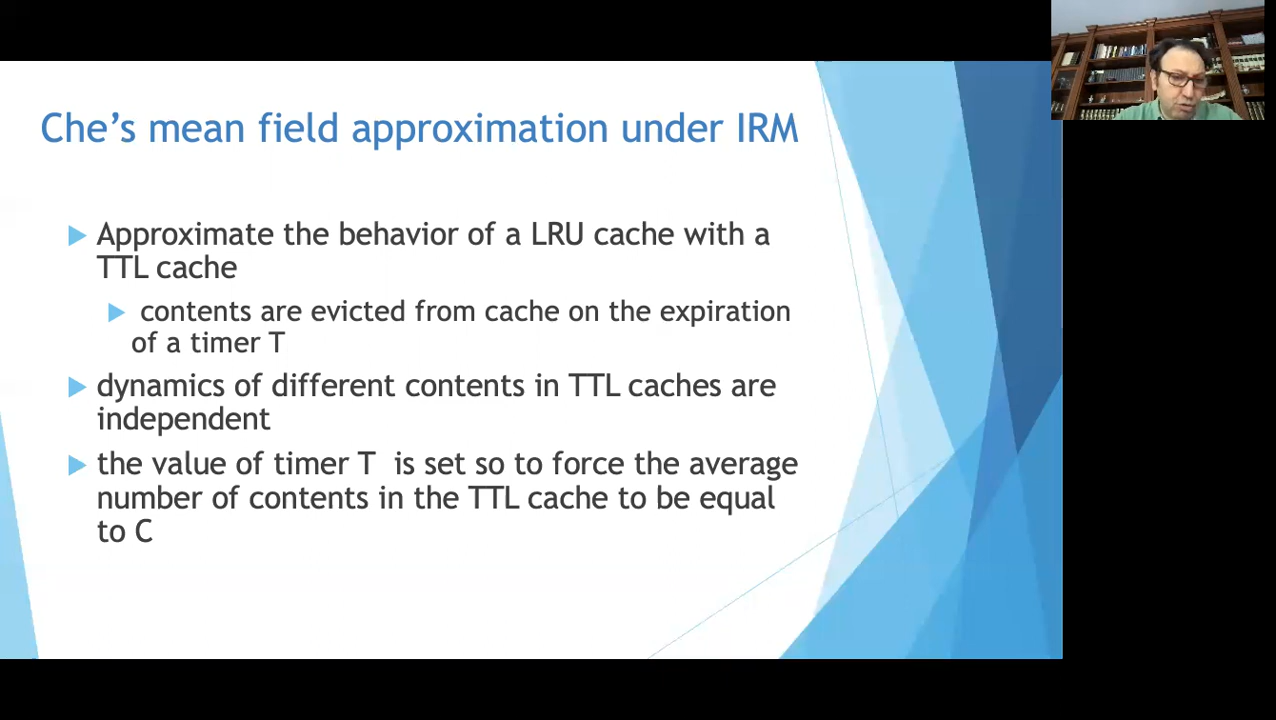 Che's mean field approximation under IRM
Approximate the behavior of a LRU cache with a
TTL cache
contents are evicted from cache on the expiration
of a timer T
dynamics of different contents in TTL caches are
independent
the value of timer T is set so to force the average
number of contents in the TTL cache to be equal
to C